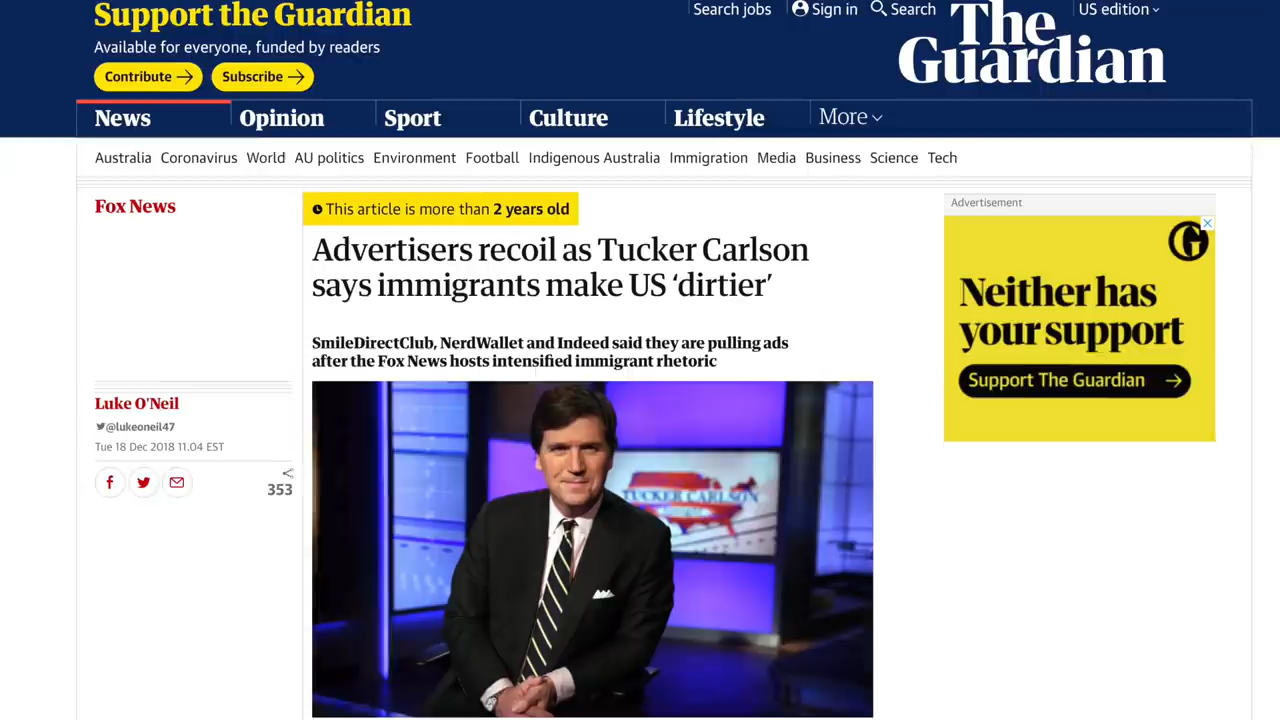 Support the Guardian
Available for everyone, funded by readers
Contribute →
Subscribe →
Search jobs
Sign in
Search
US edition
The
Guardian
News
Opinion
Sport
Culture
Lifestyle
More
Australia Coronavirus World AU politics Environment Football Indigenous Australia Immigration Media Business Science Tech
Fox News
This article is more than 2 years old
Advertisers recoil as Tucker Carlson
says immigrants make US ‘dirtier’
SmileDirectClub, NerdWallet and Indeed said they are pulling ads
after the Fox News hosts intensified immigrant rhetoric
Luke O'Neil
@lukeoneil47
Tue 18 Dec 2018 11.04 EST
353
TUCKER CARLSON
Advertisement
G
Neither has
your support
Support The Guardian →